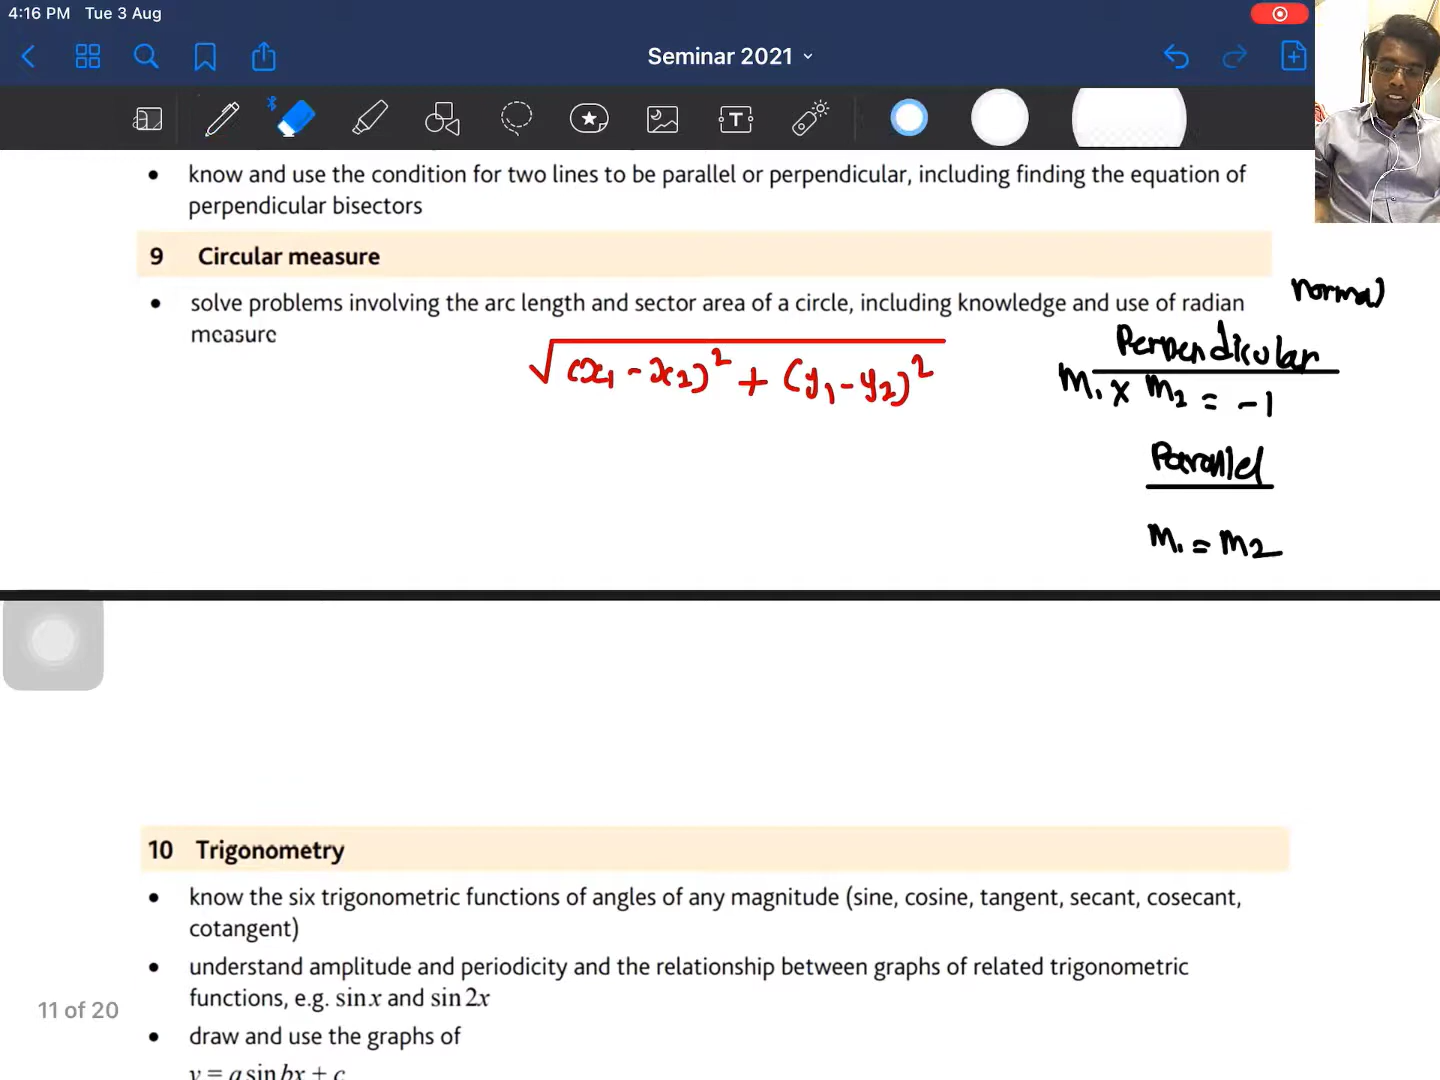 4:16 PM Tue 3 Aug
Seminar 2021
• know and use the condition for two lines to be parallel or perpendicular, including finding the equation of
perpendicular bisectors
9 Circular measure
• solve problems involving the arc length and sector area of a circle, including knowledge and use of radian
measure
normal
Perpendicular
√(x₁ - x₂)² + (y₁ - y₂)²
m₁ × m₂ = -1
Parallel
m₁ = m₂
10 Trigonometry
• know the six trigonometric functions of angles of any magnitude (sine, cosine, tangent, secant, cosecant,
cotangent)
• understand amplitude and periodicity and the relationship between graphs of related trigonometric
functions, e.g. sin x and sin 2x
11 of 20
• draw and use the graphs of
y = a sin bx + c